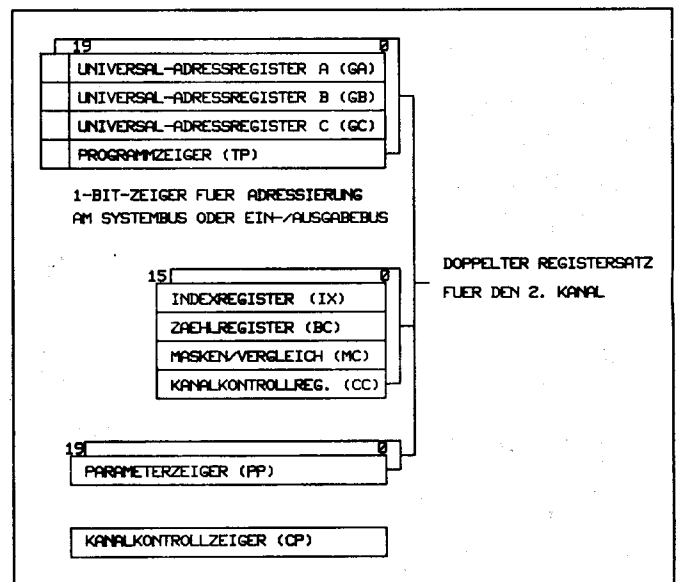 19 0
UNIVERSAL-ADRESSREGISTER A (GA)
UNIVERSAL-ADRESSREGISTER B (GB)
UNIVERSAL-ADRESSREGISTER C (GC)
PROGRAMMZEIGER (TP)
1-BIT-ZEIGER FUER ADRESSIERUNG
AM SYSTEMBUS ODER EIN-/AUSGABEBUS
DOPPELTER REGISTERSATZ
FUER DEN 2. KANAL
15 0
INDEXREGISTER (IX)
ZAEHLREGISTER (BC)
MASKEN/VERGLEICH (MC)
KANALKONTROLLREG. (CC)
19 0
PARAMETERZEIGER (PP)
KANALKONTROLLZEIGER (CP)